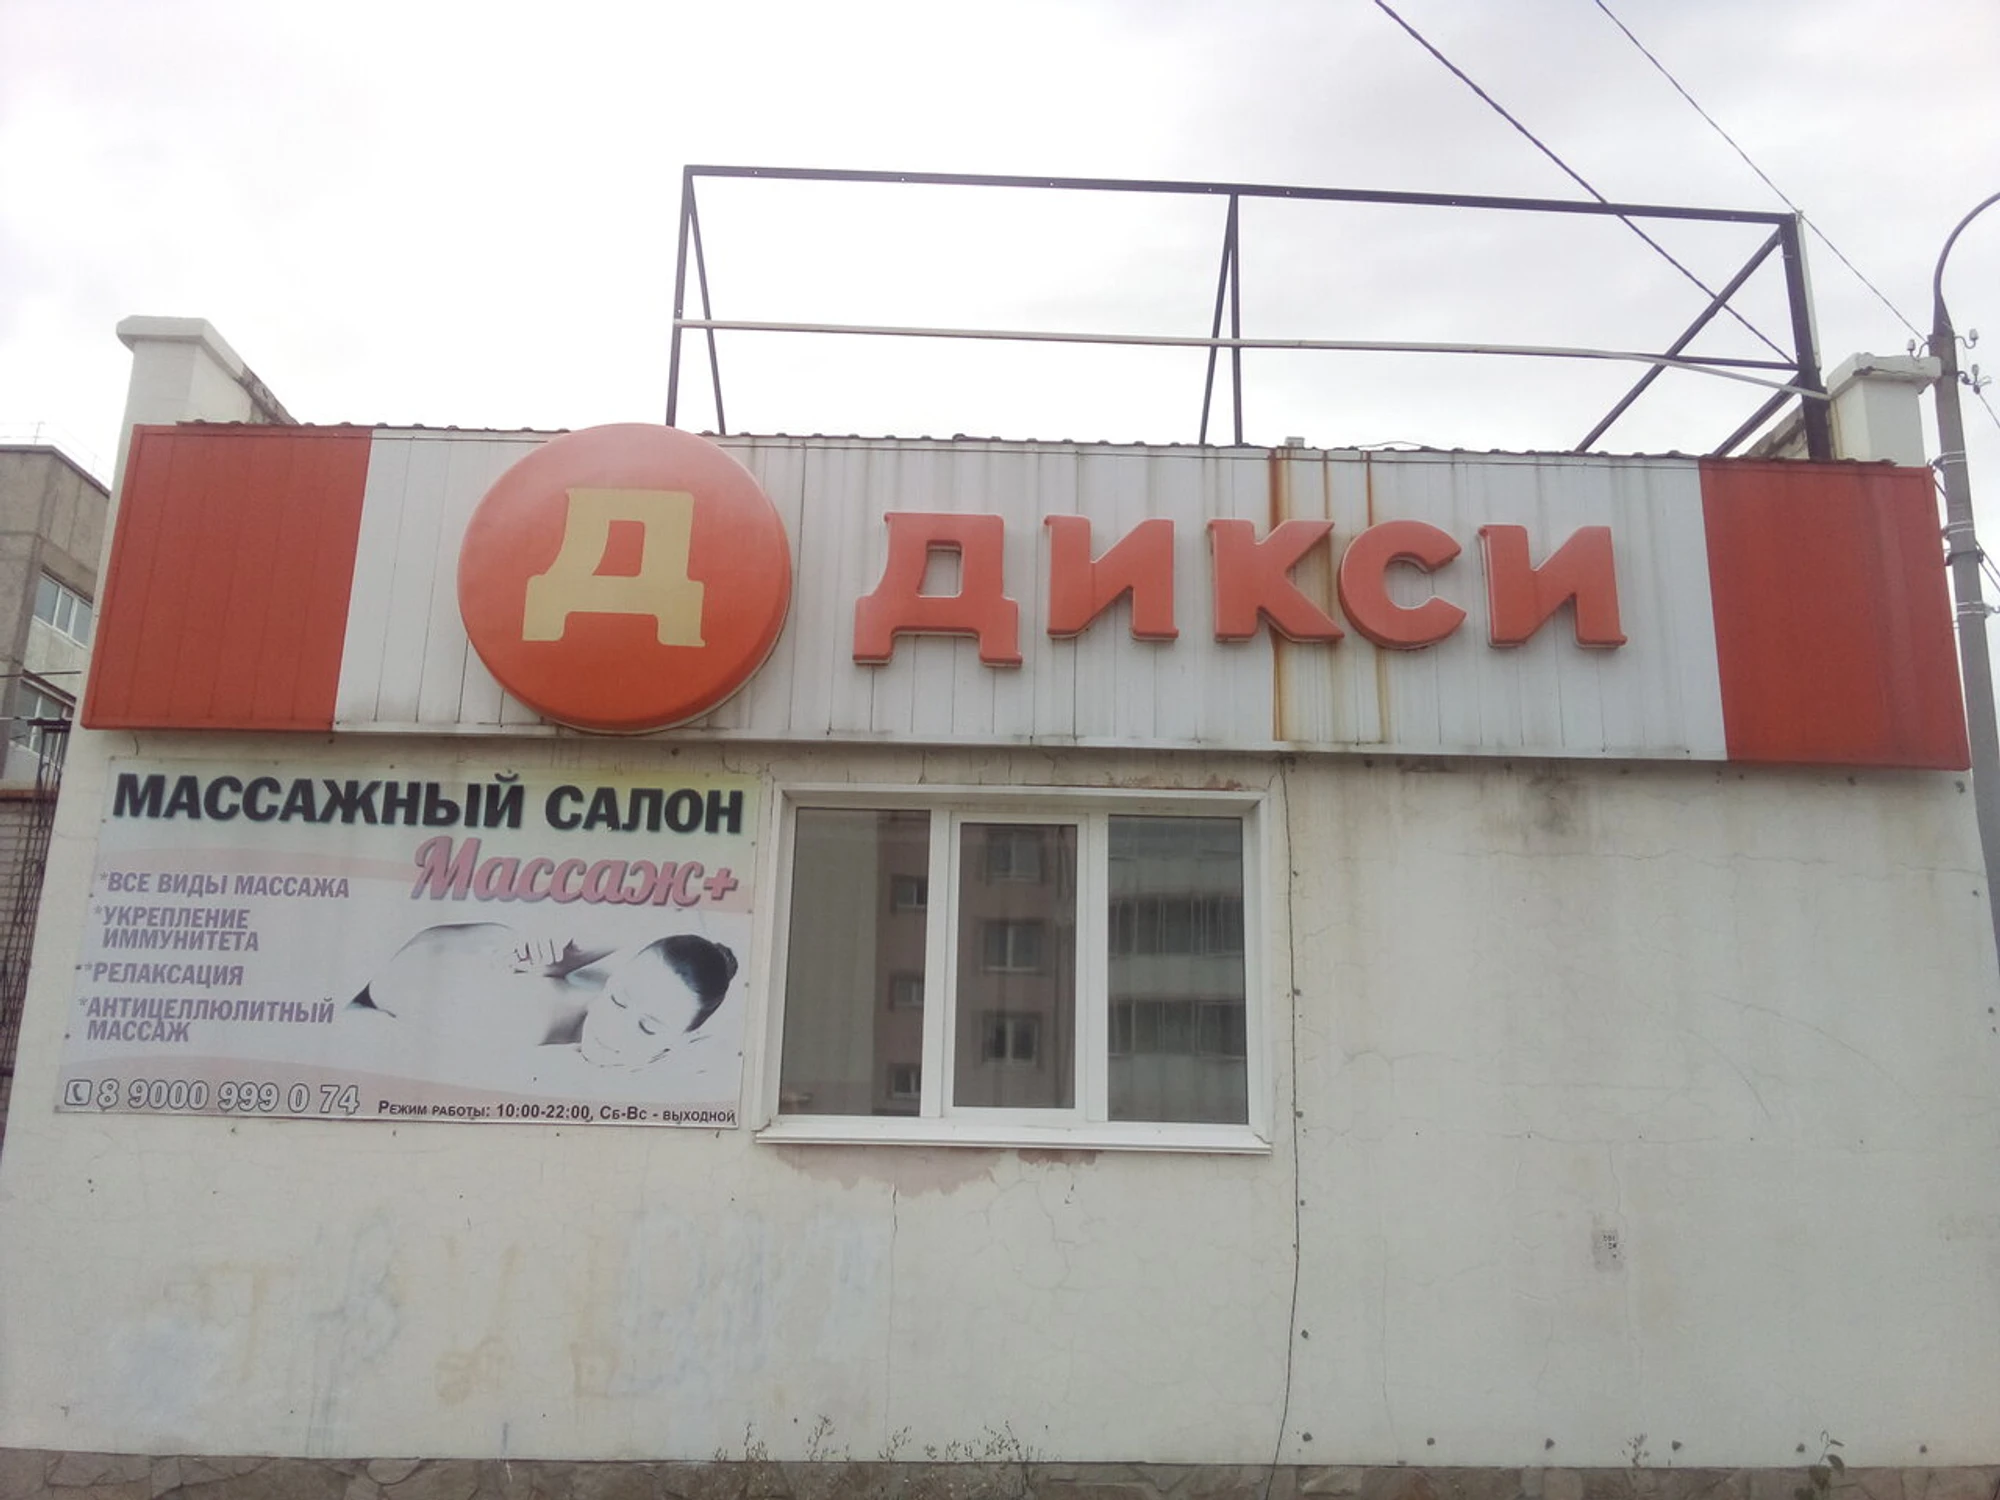 Д ДИКСИ
МАССАЖНЫЙ САЛОН
Массаж+
*ВСЕ ВИДЫ МАССАЖА
*УКРЕПЛЕНИЕ
ИММУНИТЕТА
*РЕЛАКСАЦИЯ
*АНТИЦЕЛЛЮЛИТНЫЙ
МАССАЖ
8 9000 999 0 74
Режим работы: 10:00-22:00, Сб-Вс - выходной